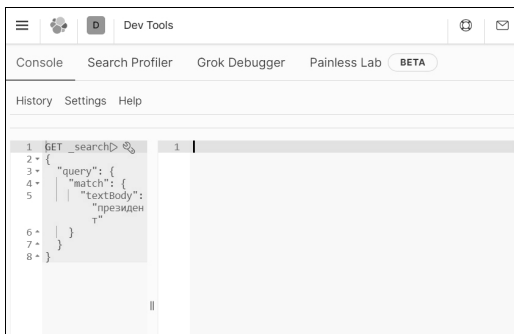 D Dev Tools
Console Search Profiler Grok Debugger Painless Lab BETA
History Settings Help
1 GET _search
2 {
3 "query": {
4 "match": {
5 "textBody":
"президен
т"
6 }
7 }
8 }
1